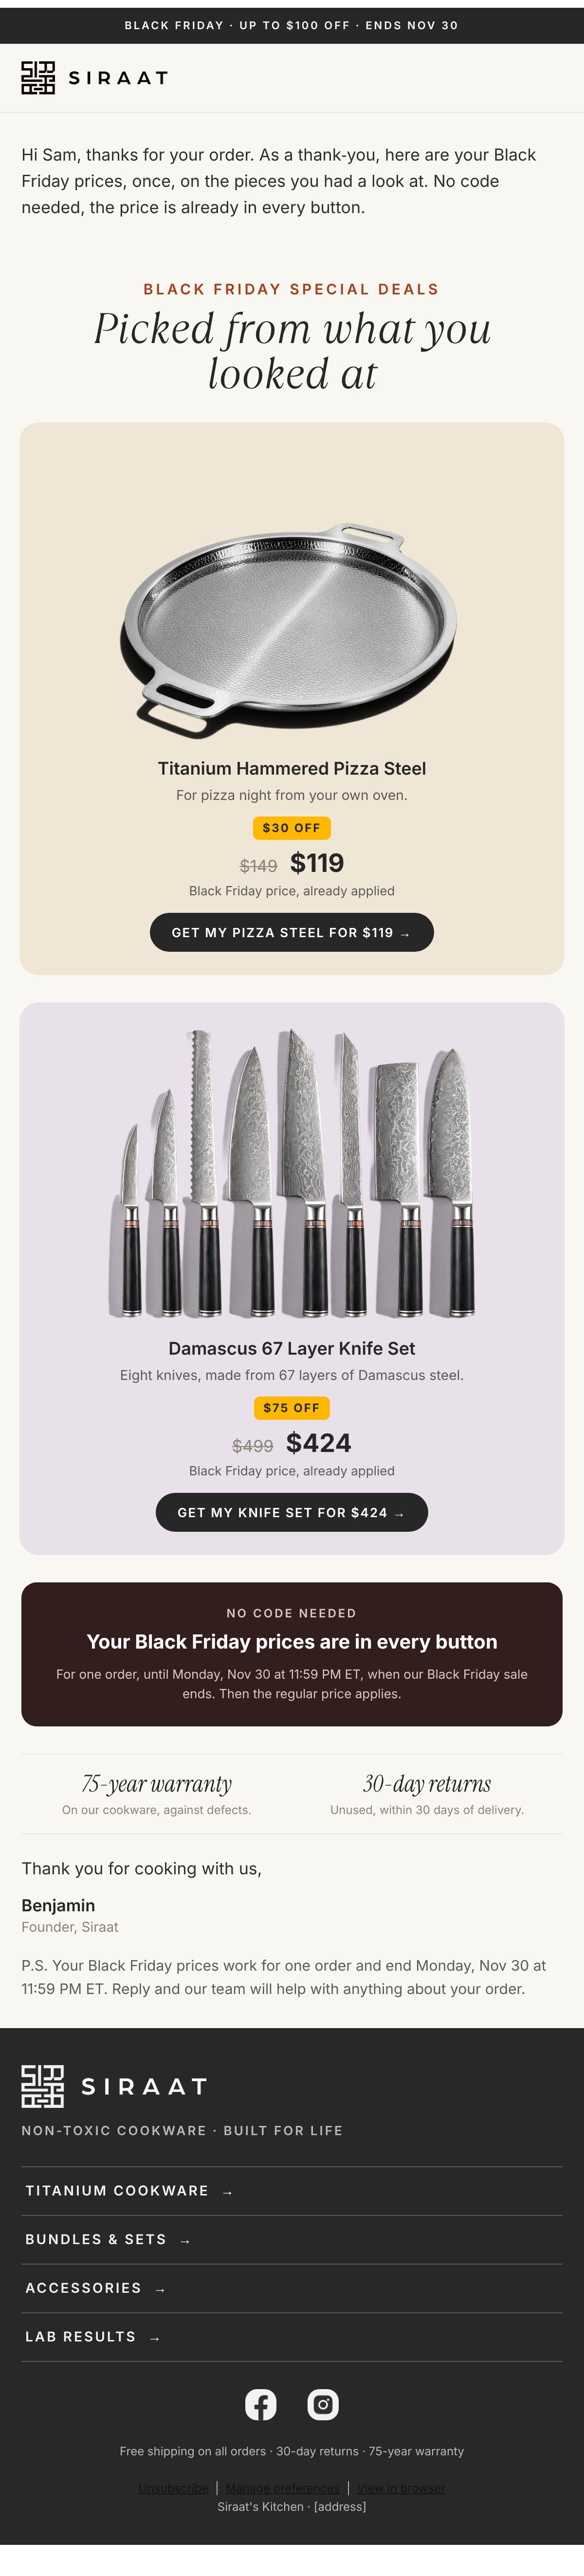 BLACK FRIDAY · UP TO $100 OFF · ENDS NOV 30
SIRAAT
Hi Sam, thanks for your order. As a thank-you, here are your Black
Friday prices, once, on the pieces you had a look at. No code
needed, the price is already in every button.
BLACK FRIDAY SPECIAL DEALS
Picked from what you
looked at
Titanium Hammered Pizza Steel
For pizza night from your own oven.
$30 OFF
$149 $119
Black Friday price, already applied
GET MY PIZZA STEEL FOR $119 →
Damascus 67 Layer Knife Set
Eight knives, made from 67 layers of Damascus steel.
$75 OFF
$499 $424
Black Friday price, already applied
GET MY KNIFE SET FOR $424 →
NO CODE NEEDED
Your Black Friday prices are in every button
For one order, until Monday, Nov 30 at 11:59 PM ET, when our Black Friday sale
ends. Then the regular price applies.
75-year warranty
On our cookware, against defects.
30-day returns
Unused, within 30 days of delivery.
Thank you for cooking with us,
Benjamin
Founder, Siraat
P.S. Your Black Friday prices work for one order and end Monday, Nov 30 at
11:59 PM ET. Reply and our team will help with anything about your order.
SIRAAT
NON-TOXIC COOKWARE · BUILT FOR LIFE
TITANIUM COOKWARE →
BUNDLES & SETS →
ACCESSORIES →
LAB RESULTS →
Free shipping on all orders · 30-day returns · 75-year warranty
Unsubscribe | Manage preferences | View in browser
Siraat's Kitchen · [address]